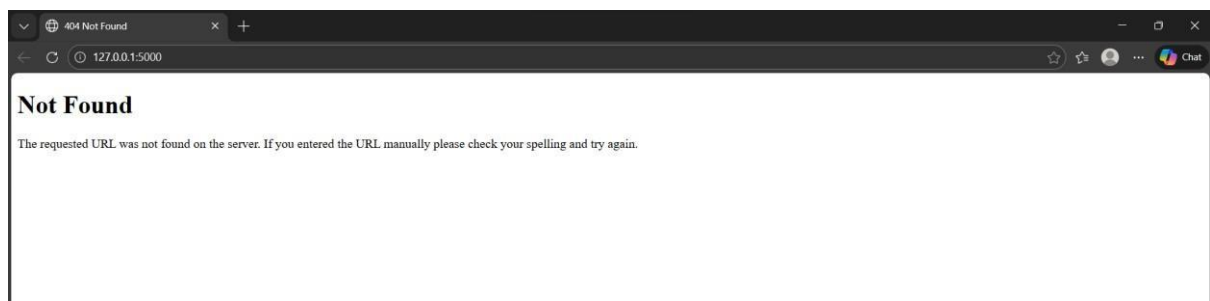 404 Not Found
127.0.0.1:5000
Chat
Not Found
The requested URL was not found on the server. If you entered the URL manually please check your spelling and try again.